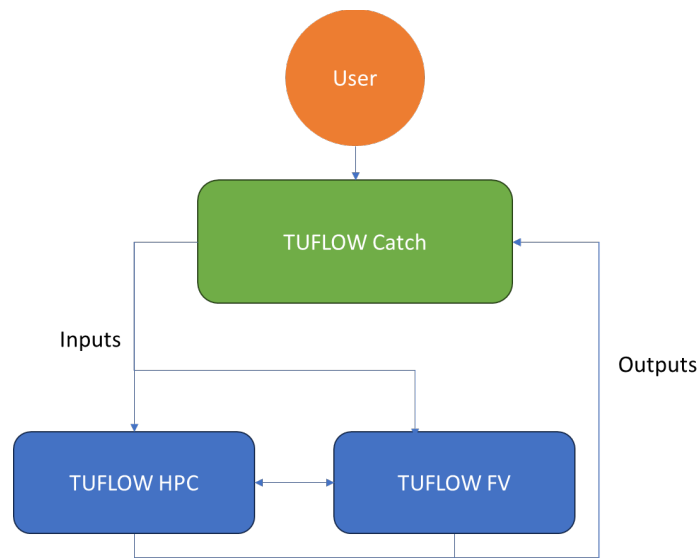 User
TUFLOW Catch
Inputs
Outputs
TUFLOW HPC
TUFLOW FV